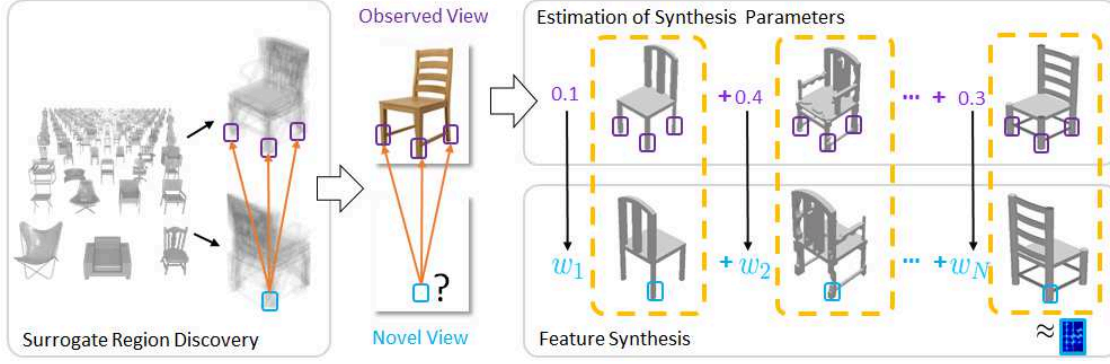 Observed View
Estimation of Synthesis Parameters
0.1
+ 0.4
··· + 0.3
?
w1
+ w2
··· + wN
Surrogate Region Discovery
Novel View
Feature Synthesis
≈